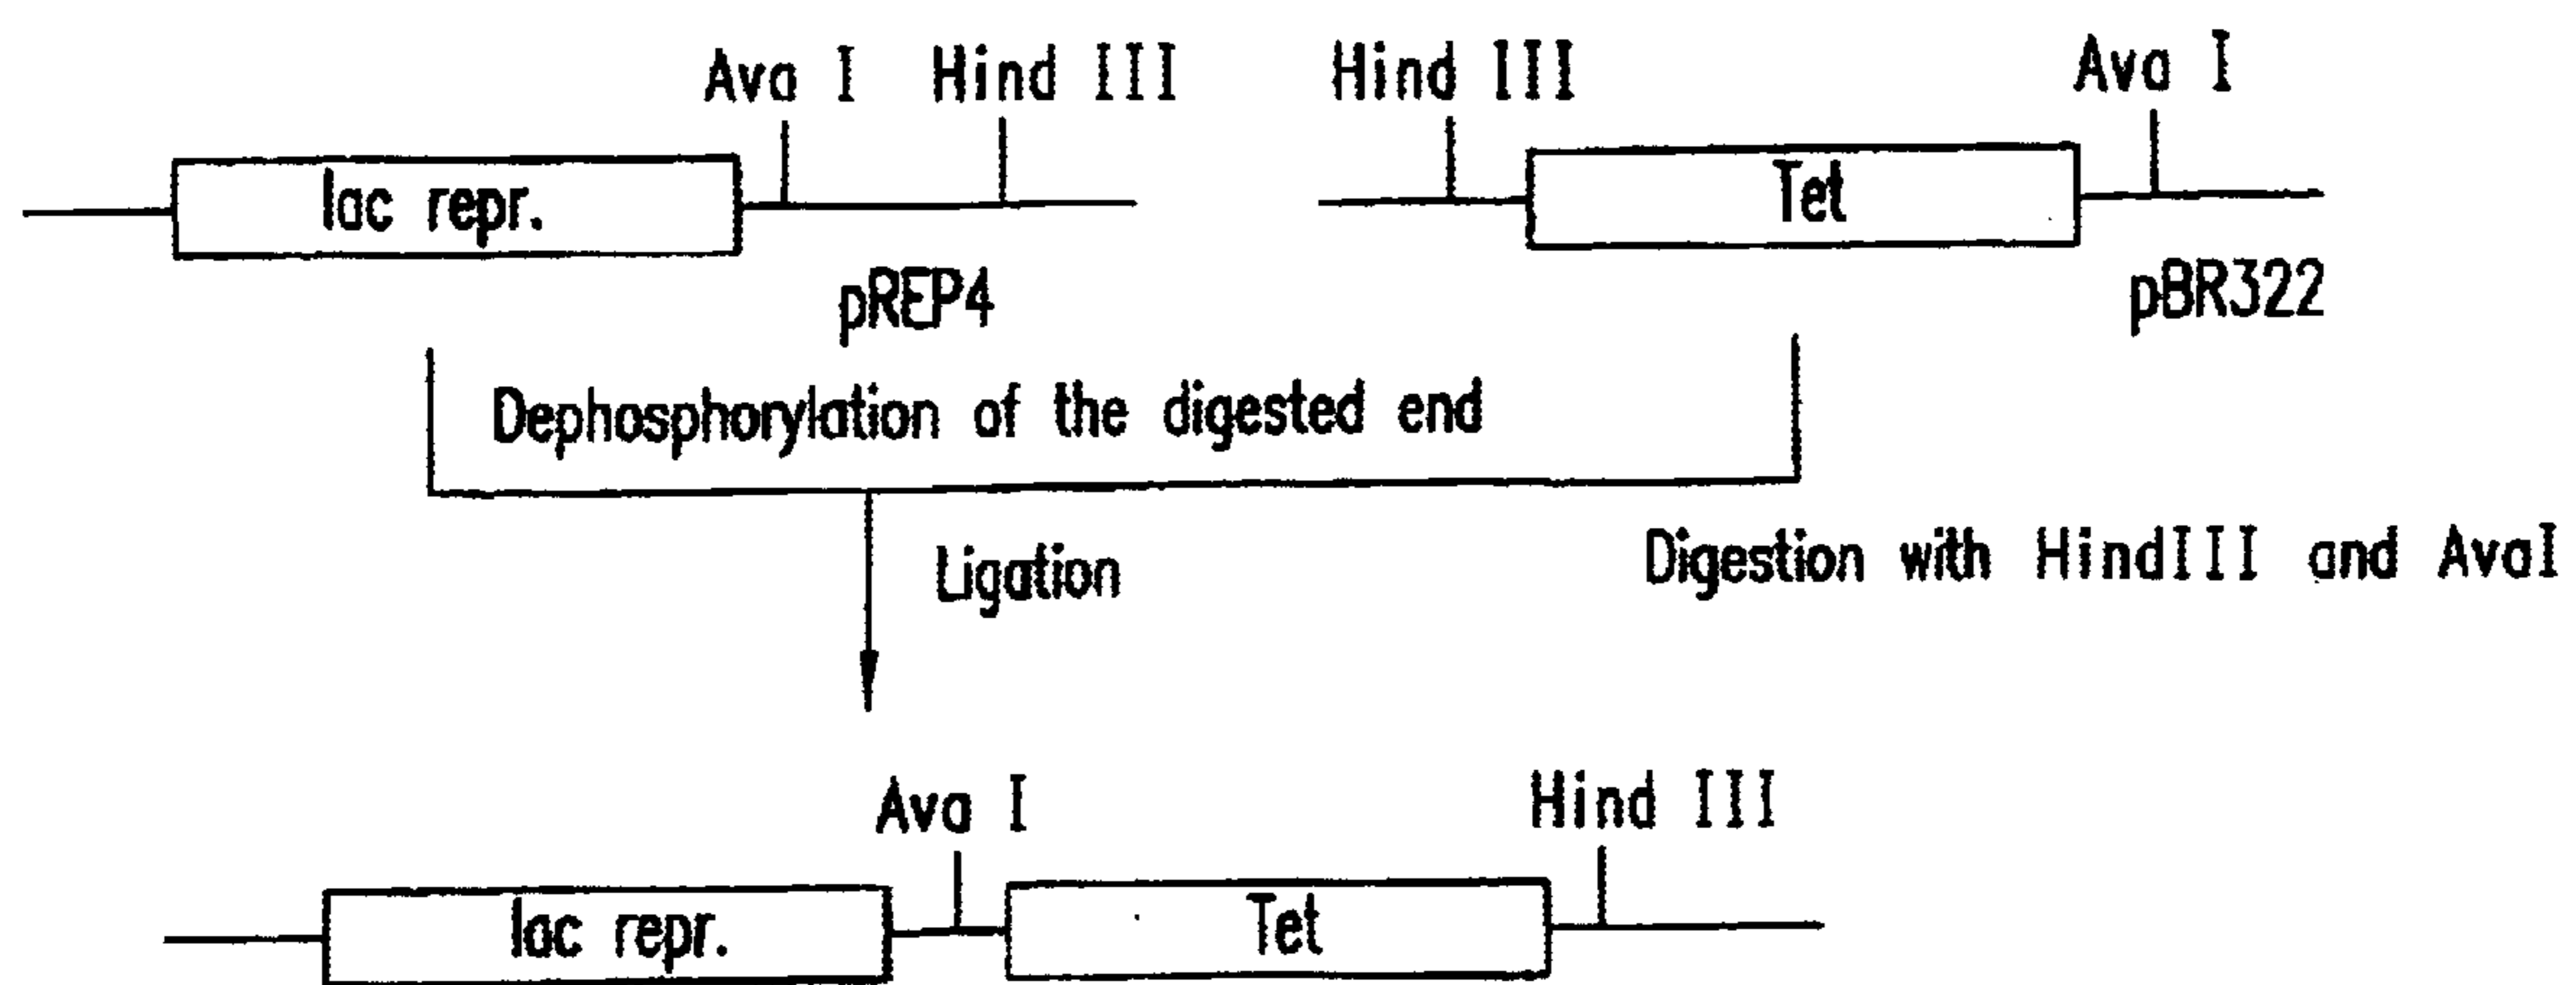 Ava I Hind III Hind III Ava I
lac repr. Tet
pREP4 pBR322
Dephosphorylation of the digested end
Ligation Digestion with HindIII and AvaI
Ava I Hind III
lac repr. Tet